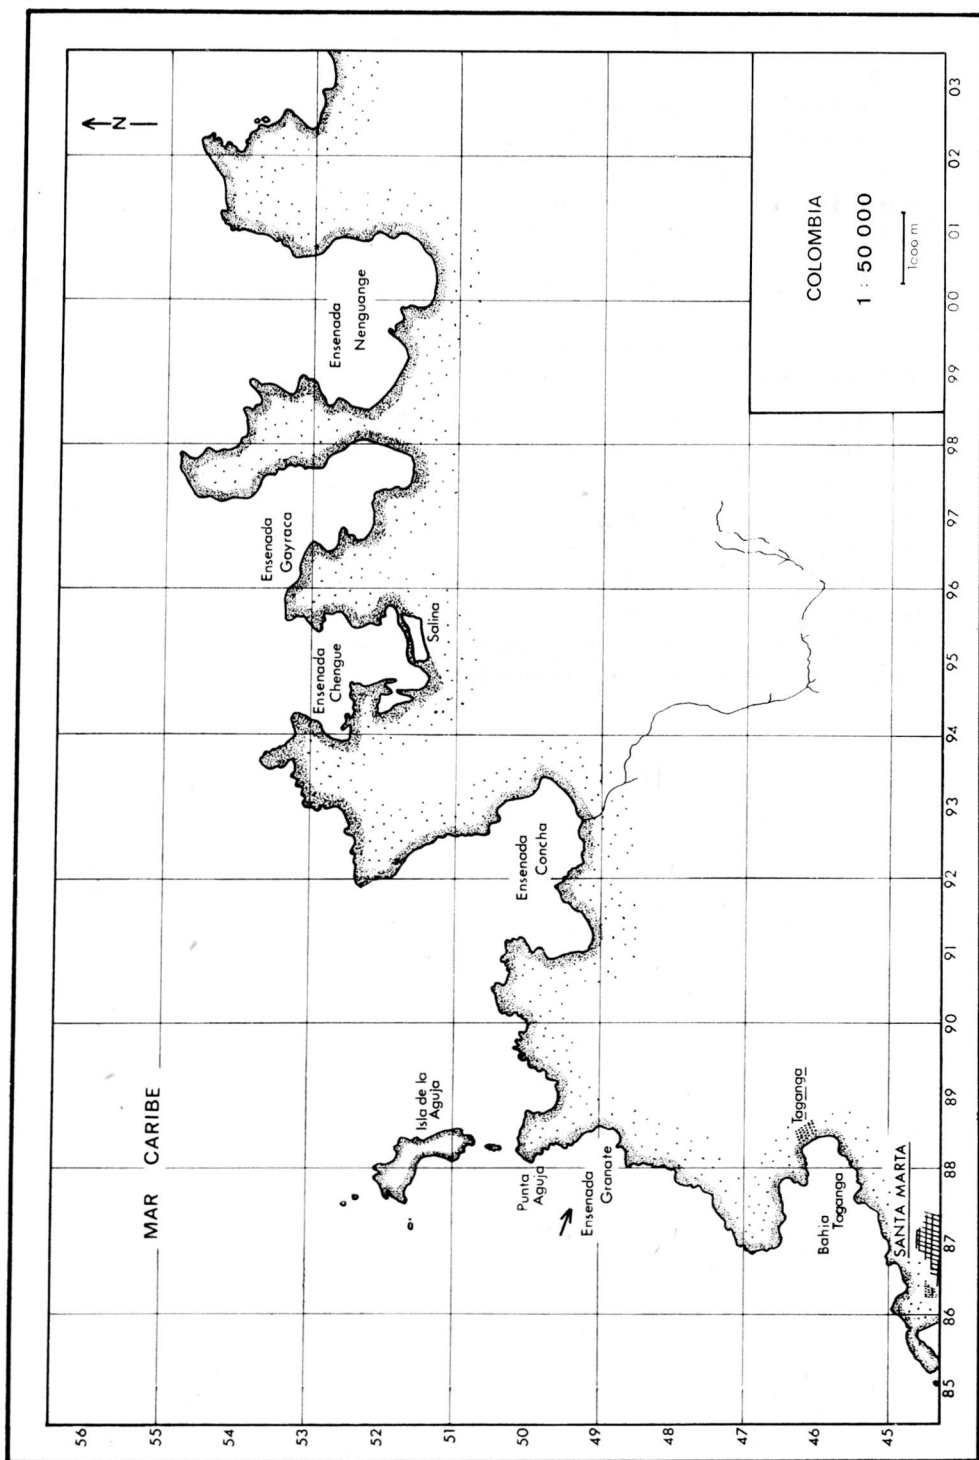 N
MAR CARIBE
Isla de la
Aguja
Punta
Aguja
Ensenada
Granate
Bahia
Taganga
Taganga
SANTA MARTA
Ensenada
Concha
Ensenada
Chengue
Salina
Ensenada
Gayraca
Ensenada
Nenguange
COLOMBIA
1 : 50 000
1000 m
56
55
54
53
52
51
50
49
48
47
46
45
85
86
87
88
89
90
91
92
93
94
95
96
97
98
99
00
01
02
03